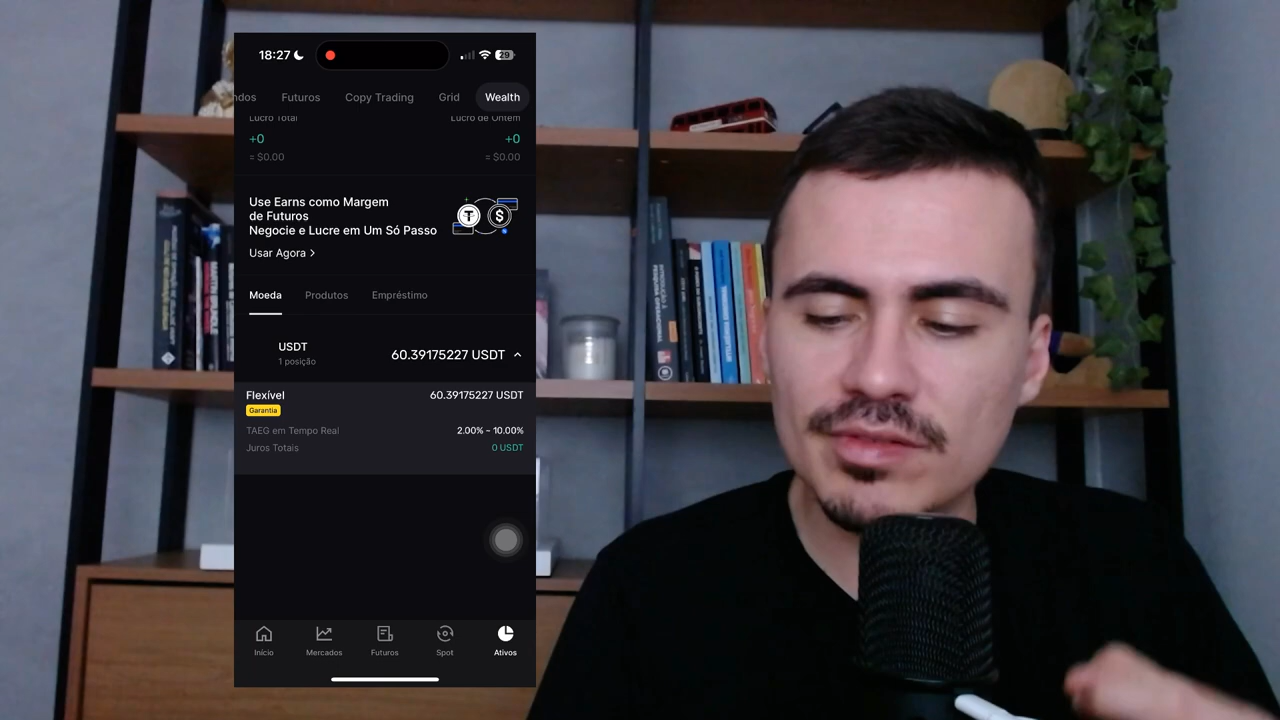 18:27
29
ndos Futuros Copy Trading Grid Wealth
Lucro Total Lucro de Ontem
+0 +0
≈ $0.00 ≈ $0.00
Use Earns como Margem
de Futuros
Negocie e Lucre em Um Só Passo
Usar Agora >
Moeda Produtos Empréstimo
USDT
1 posição
60.39175227 USDT
Flexível 60.39175227 USDT
Garantia
TAEG em Tempo Real 2.00% ~ 10.00%
Juros Totais 0 USDT
Início Mercados Futuros Spot Ativos
PESQUISA OPERACIONAL